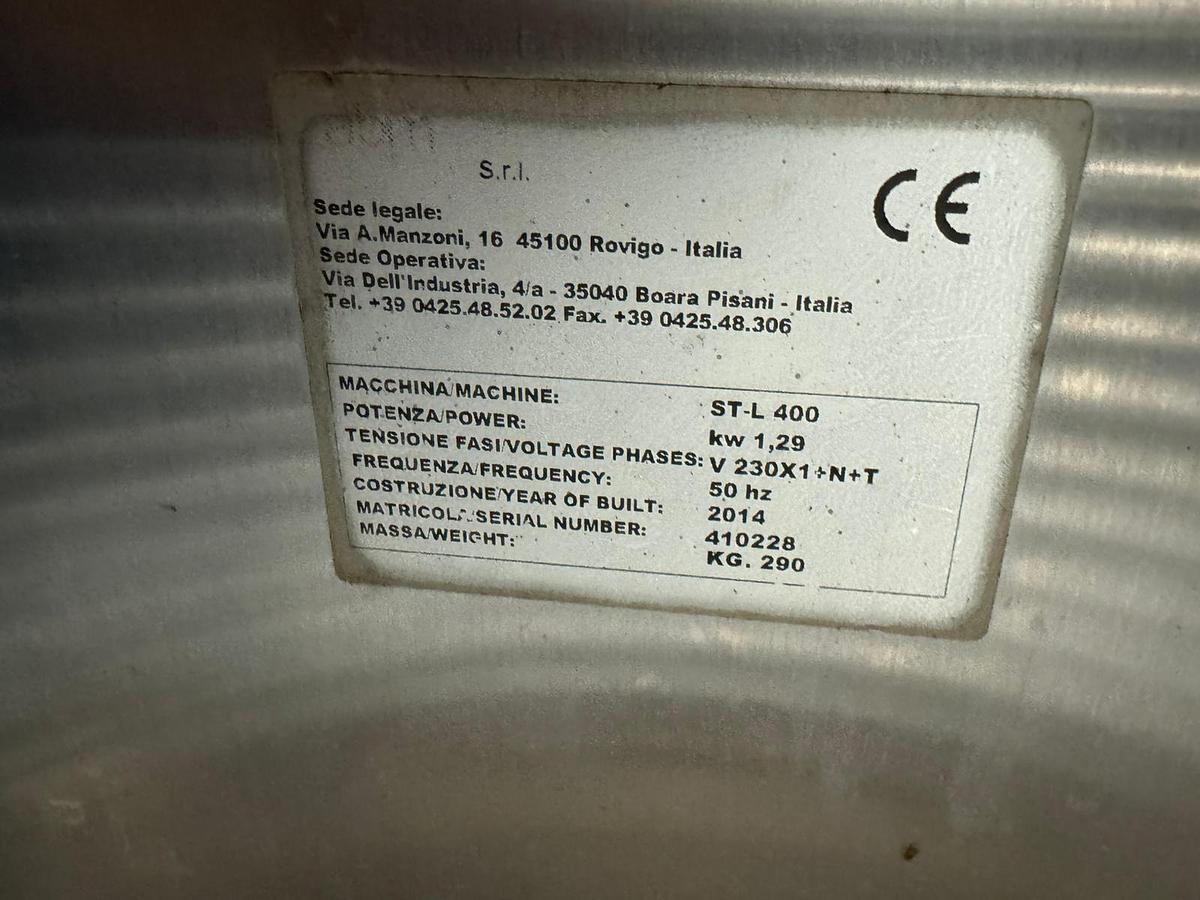 S.r.l.
CE
Sede legale:
Via A.Manzoni, 16 45100 Rovigo - Italia
Sede Operativa:
Via Dell'Industria, 4/a - 35040 Boara Pisani - Italia
Tel. +39 0425.48.52.02 Fax. +39 0425.48.306
MACCHINA/MACHINE: ST-L 400
POTENZA/POWER: kw 1,29
TENSIONE FASI/VOLTAGE PHASES: V 230X1+N+T
FREQUENZA/FREQUENCY: 50 hz
COSTRUZIONE/YEAR OF BUILT: 2014
MATRICOLA/SERIAL NUMBER: 410228
MASSA/WEIGHT: KG. 290